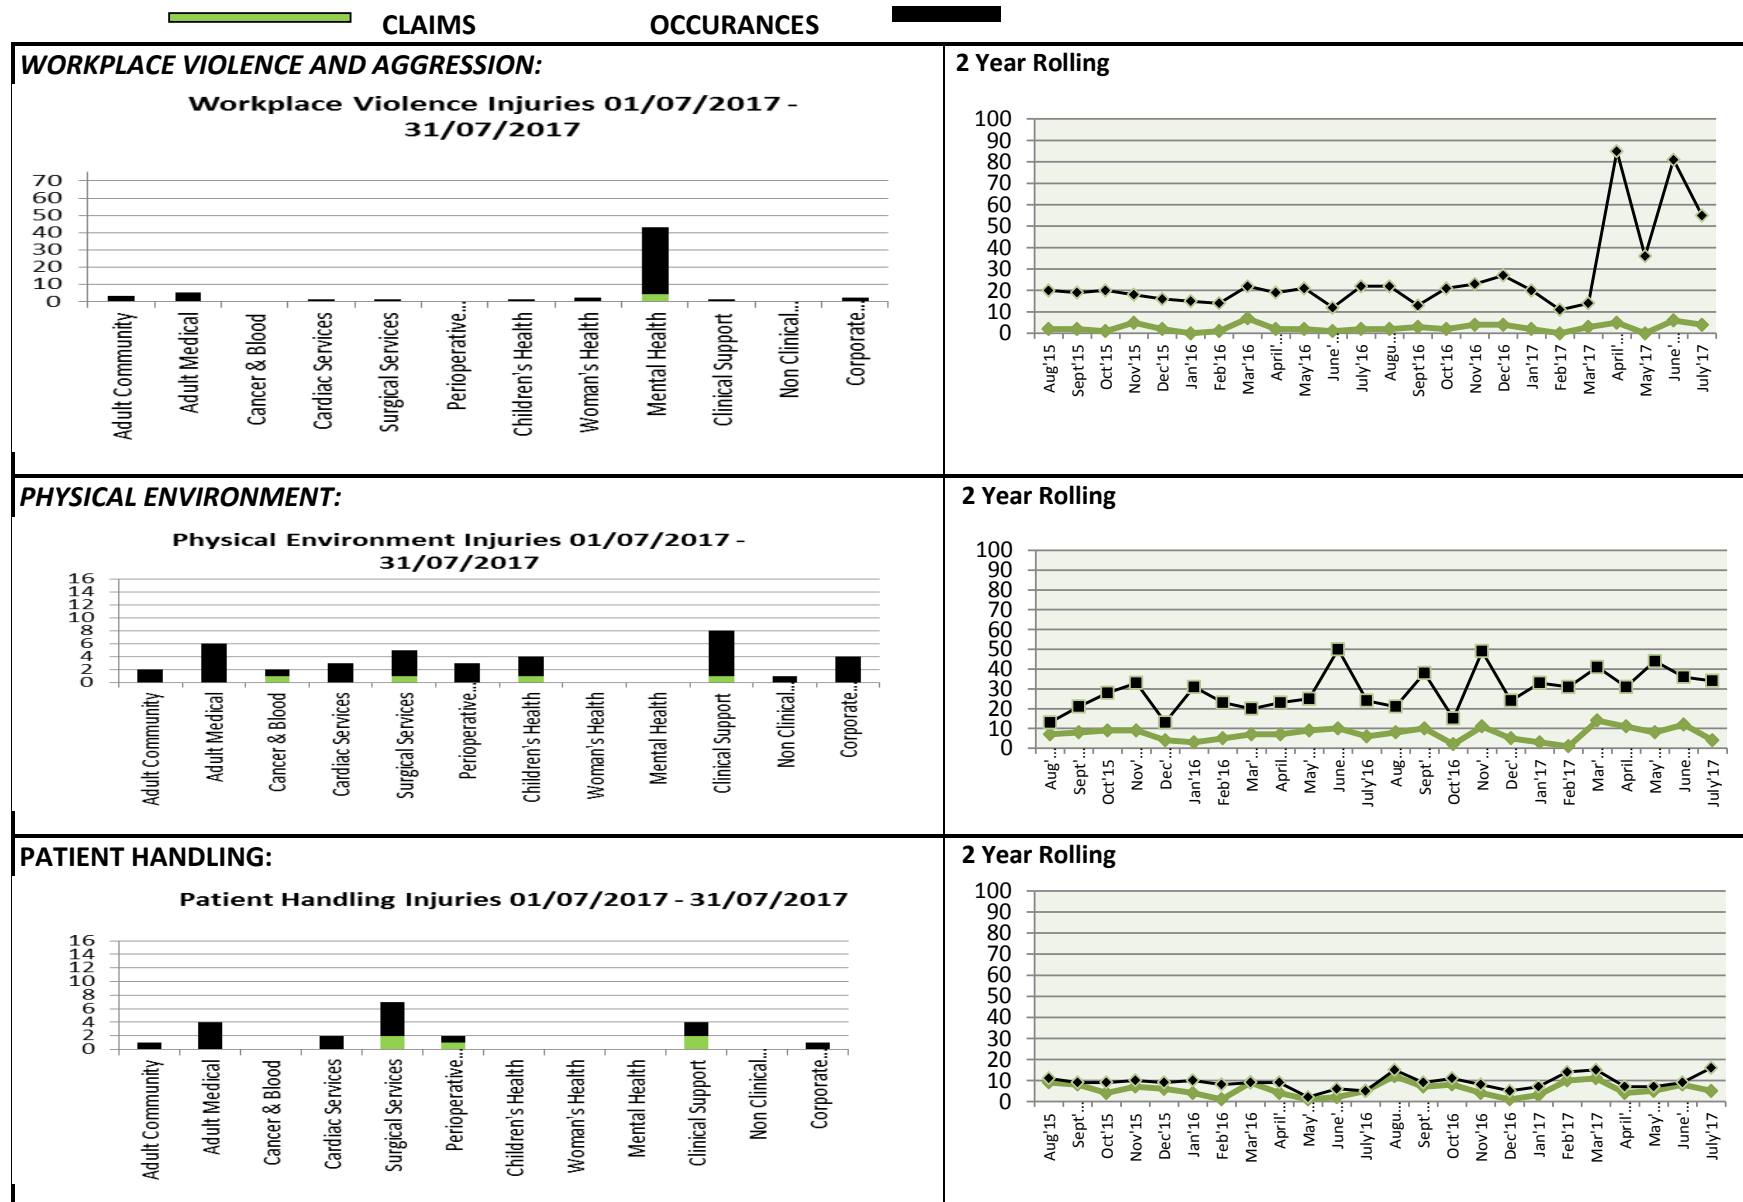 CLAIMS OCCURANCES
WORKPLACE VIOLENCE AND AGGRESSION:
Workplace Violence Injuries 01/07/2017 -
31/07/2017
70
60
50
40
30
20
10
0
Adult Community
Adult Medical
Cancer & Blood
Cardiac Services
Surgical Services
Perioperative...
Children's Health
Woman's Health
Mental Health
Clinical Support
Non Clinical...
Corporate...
2 Year Rolling
100
90
80
70
60
50
40
30
20
10
0
Aug'15
Sept'15
Oct'15
Nov'15
Dec'15
Jan'16
Feb'16
Mar'16
April'...
May'16
June'...
July'16
Augu...
Sept'16
Oct'16
Nov'16
Dec'16
Jan'17
Feb'17
Mar'17
April'...
May'17
June'...
July'17
PHYSICAL ENVIRONMENT:
Physical Environment Injuries 01/07/2017 -
31/07/2017
16
14
12
10
8
6
4
2
0
Adult Community
Adult Medical
Cancer & Blood
Cardiac Services
Surgical Services
Perioperative...
Children's Health
Woman's Health
Mental Health
Clinical Support
Non Clinical...
Corporate...
2 Year Rolling
100
90
80
70
60
50
40
30
20
10
0
Aug'...
Sept'...
Oct'15
Nov'...
Dec'...
Jan'16
Feb'16
Mar'...
April...
May'...
June...
July'16
Aug...
Sept'...
Oct'16
Nov'...
Dec'...
Jan'17
Feb'17
Mar'...
April...
May'...
June...
July'17
PATIENT HANDLING:
Patient Handling Injuries 01/07/2017 - 31/07/2017
16
14
12
10
8
6
4
2
0
Adult Community
Adult Medical
Cancer & Blood
Cardiac Services
Surgical Services
Perioperative...
Children's Health
Woman's Health
Mental Health
Clinical Support
Non Clinical...
Corporate...
2 Year Rolling
100
90
80
70
60
50
40
30
20
10
0
Aug'15
Sept'...
Oct'15
Nov'15
Dec'15
Jan'16
Feb'16
Mar'16
April'...
May'...
June'...
July'16
Augu...
Sept'...
Oct'16
Nov'16
Dec'16
Jan'17
Feb'17
Mar'17
April'...
May'...
June'...
July'17